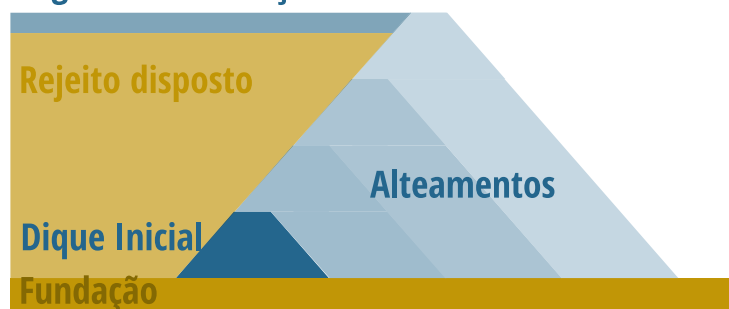 Rejeito disposto
Alteamentos
Dique Inicial
Fundação